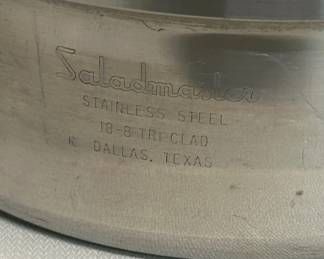 Saladmaster
STAINLESS STEEL
18-8 TRI-CLAD
R DALLAS, TEXAS